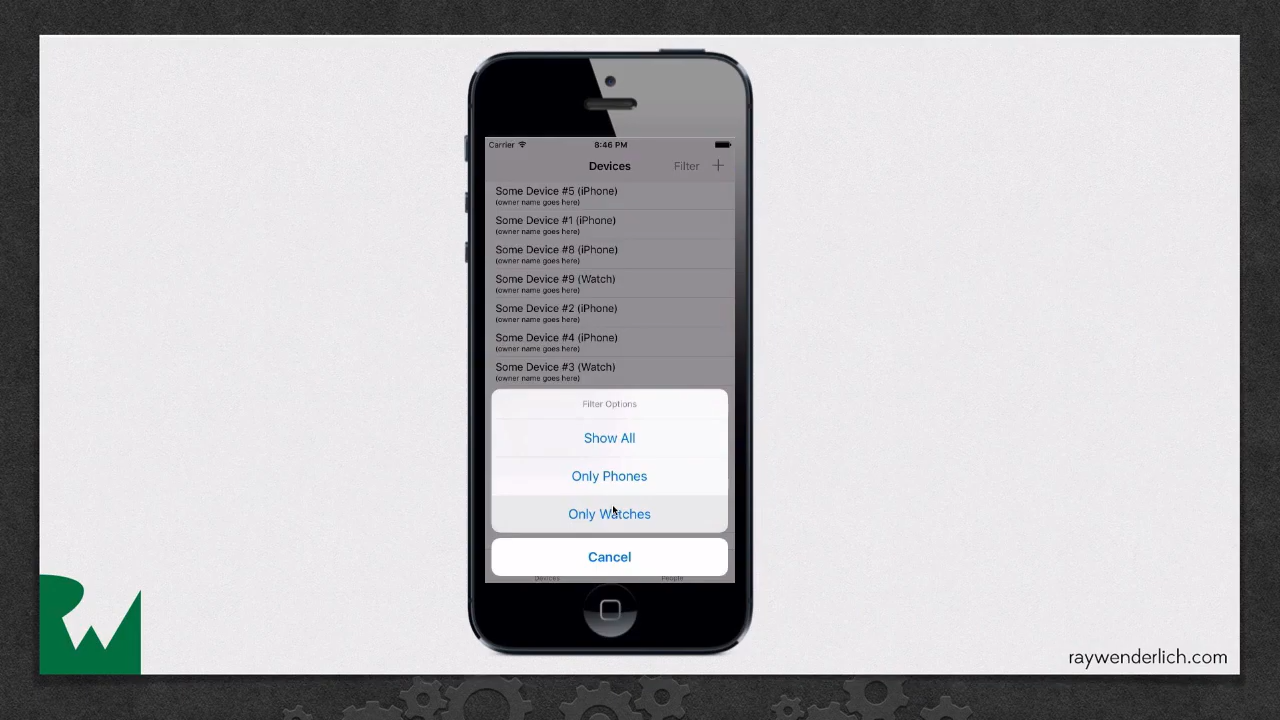 Carrier
8:46 PM
Devices
Filter
Some Device #5 (iPhone)
(owner name goes here)
Some Device #1 (iPhone)
(owner name goes here)
Some Device #8 (iPhone)
(owner name goes here)
Some Device #9 (Watch)
(owner name goes here)
Some Device #2 (iPhone)
(owner name goes here)
Some Device #4 (iPhone)
(owner name goes here)
Some Device #3 (Watch)
(owner name goes here)
Filter Options
Show All
Only Phones
Only Watches
Cancel
Devices
People
RW
raywenderlich.com